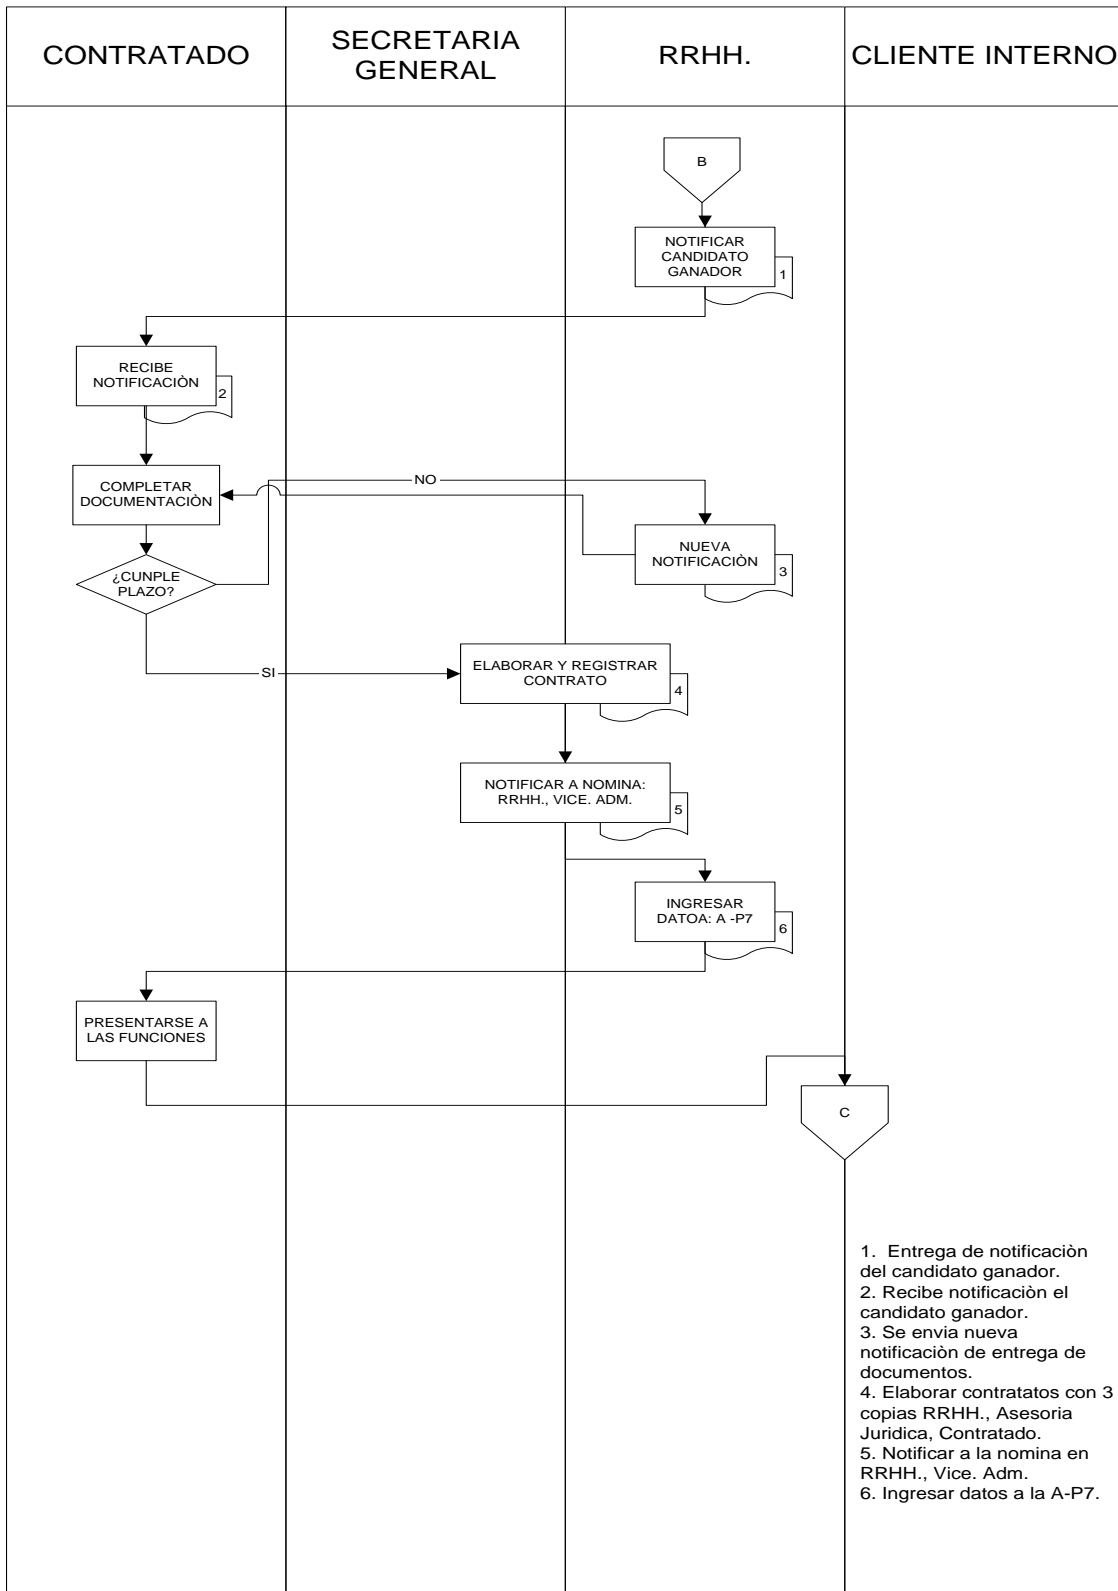 CONTRATADO
SECRETARIA
GENERAL
RRHH.
CLIENTE INTERNO
B
NOTIFICAR
CANDIDATO
GANADOR
1
RECIBE
NOTIFICACIÒN
2
COMPLETAR
DOCUMENTACIÒN
NO
NUEVA
NOTIFICACIÒN
3
¿CUNPLE
PLAZO?
SI
ELABORAR Y REGISTRAR
CONTRATO
4
NOTIFICAR A NOMINA:
RRHH., VICE. ADM.
5
INGRESAR
DATOA: A -P7
6
PRESENTARSE A
LAS FUNCIONES
C
1. Entrega de notificaciòn
del candidato ganador.
2. Recibe notificaciòn el
candidato ganador.
3. Se envia nueva
notificaciòn de entrega de
documentos.
4. Elaborar contratatos con 3
copias RRHH., Asesoria
Juridica, Contratado.
5. Notificar a la nomina en
RRHH., Vice. Adm.
6. Ingresar datos a la A-P7.